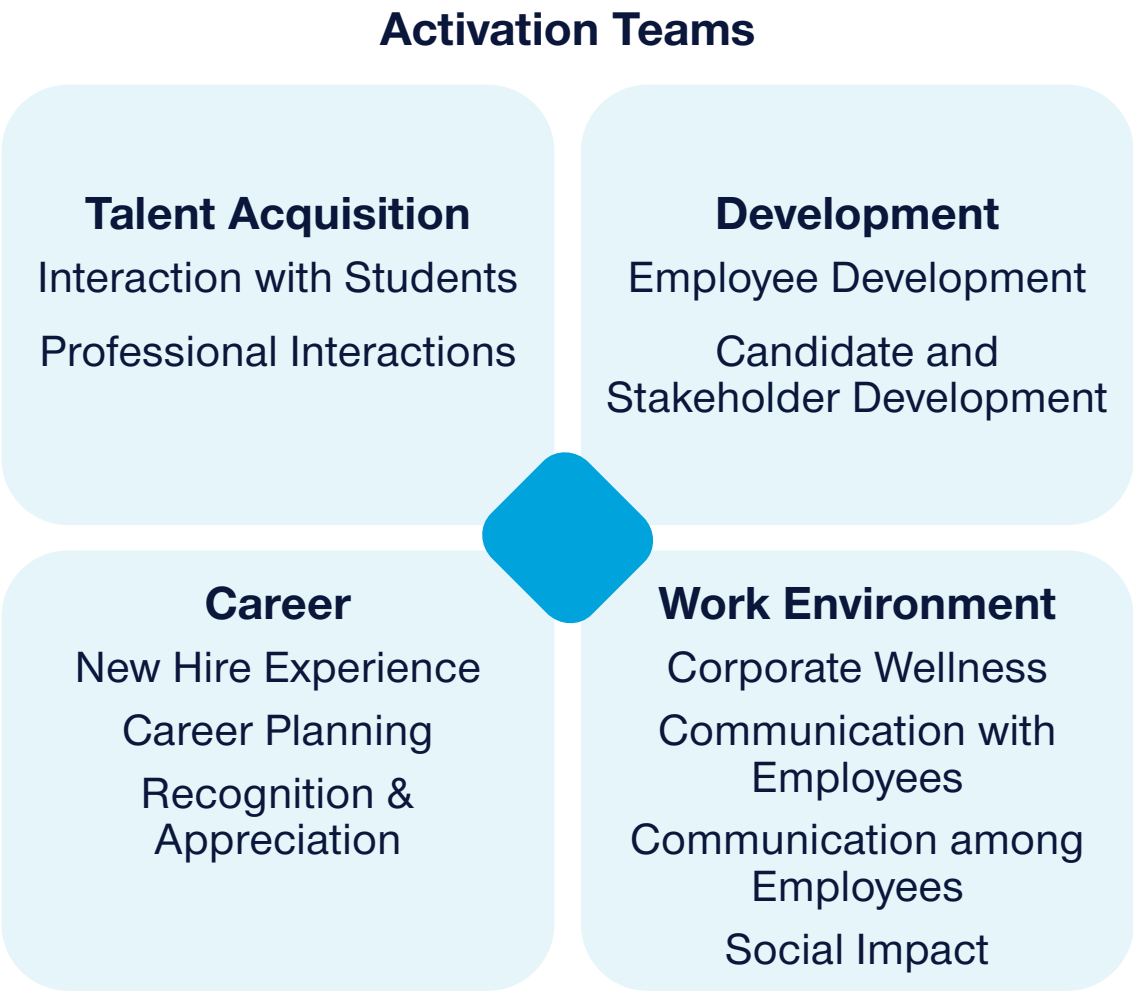 Activation Teams
Talent Acquisition
Interaction with Students
Professional Interactions
Development
Employee Development
Candidate and
Stakeholder Development
Career
New Hire Experience
Career Planning
Recognition &
Appreciation
Work Environment
Corporate Wellness
Communication with
Employees
Communication among
Employees
Social Impact